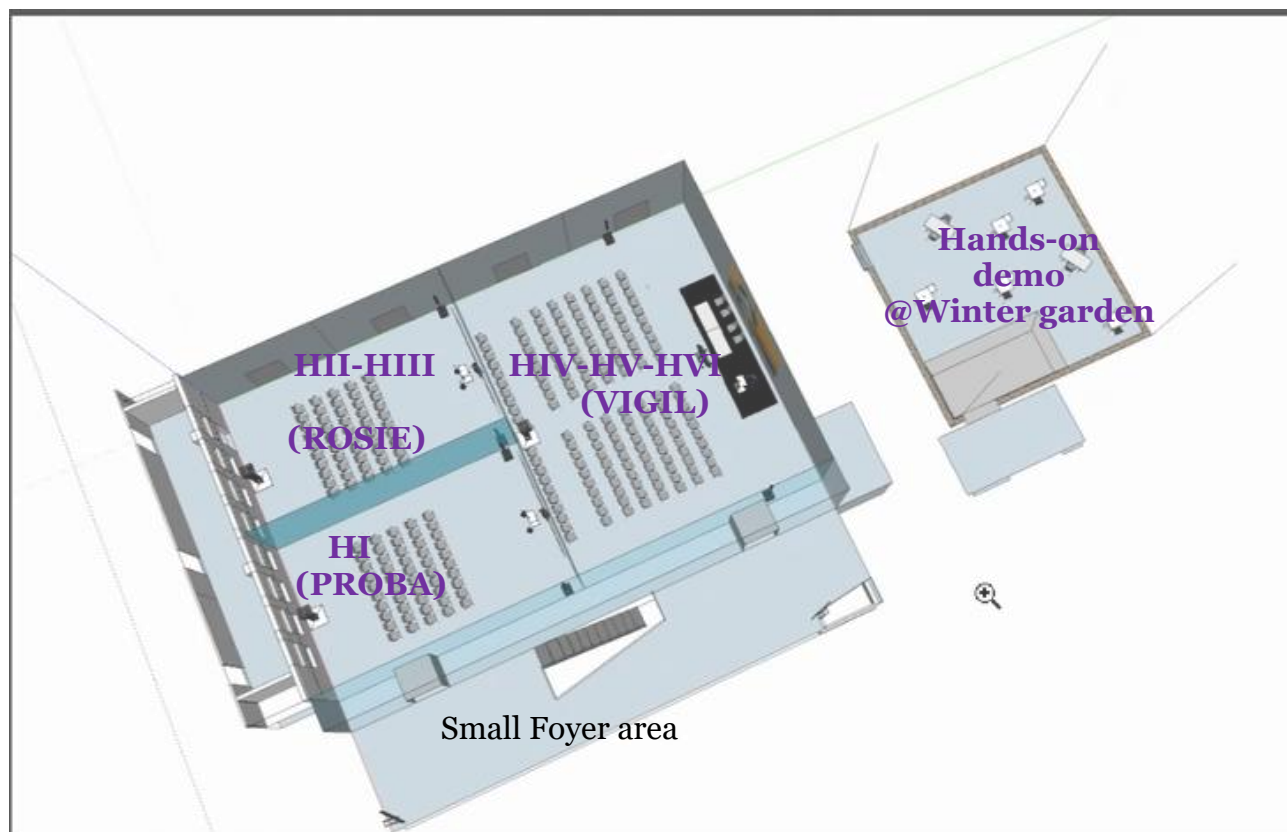 Hands-on
demo
@Winter garden
HII-HIII
(ROSIE)
HIV-HV-HVI
(VIGIL)
HI
(PROBA)
Small Foyer area